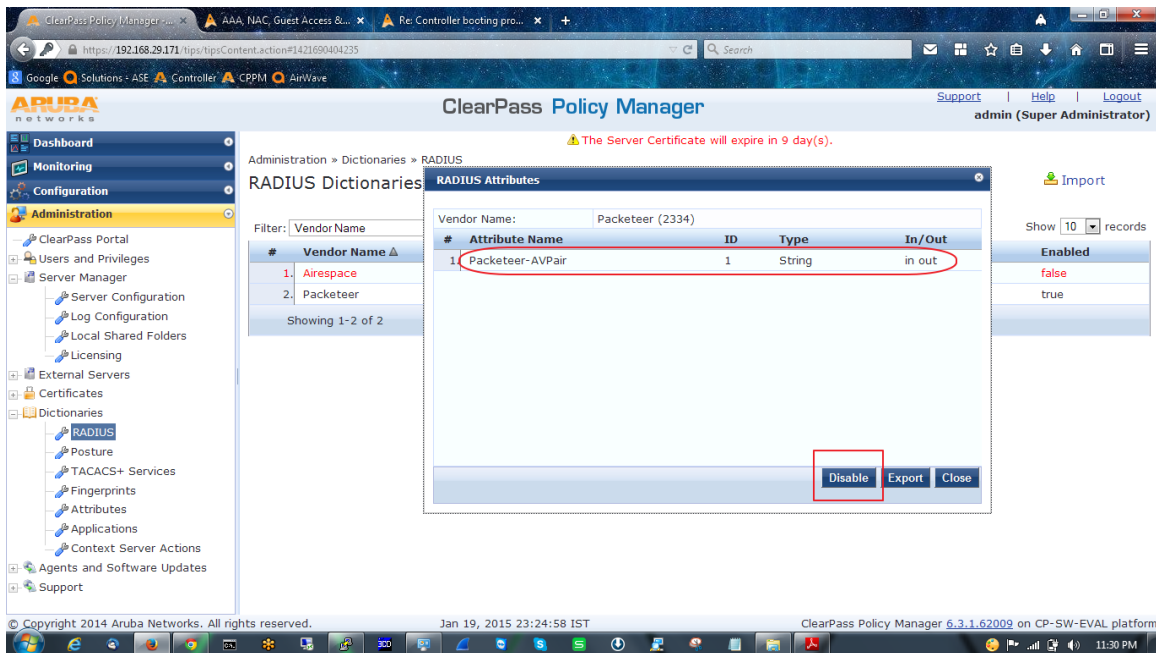 ClearPass Policy Manager -...
AAA, NAC, Guest Access &...
Re: Controller booting pro...
https://192.168.29.171/tips/tipsContent.action#1421690404235
Search
Google
Solutions - ASE
Controller
CPPM
AirWave
ARUBA
networks
ClearPass Policy Manager
Support | Help | Logout
admin (Super Administrator)
Dashboard
Monitoring
Configuration
Administration
ClearPass Portal
Users and Privileges
Server Manager
Server Configuration
Log Configuration
Local Shared Folders
Licensing
External Servers
Certificates
Dictionaries
RADIUS
Posture
TACACS+ Services
Fingerprints
Attributes
Applications
Context Server Actions
Agents and Software Updates
Support
The Server Certificate will expire in 9 day(s).
Administration » Dictionaries » RADIUS
RADIUS Dictionaries
Import
Filter: Vendor Name
Show 10 records
# Vendor Name Enabled
1. Airespace false
2. Packeteer true
Showing 1-2 of 2
RADIUS Attributes
Vendor Name: Packeteer (2334)
# Attribute Name ID Type In/Out
1. Packeteer-AVPair 1 String in out
Disable Export Close
© Copyright 2014 Aruba Networks. All rights reserved.
Jan 19, 2015 23:24:58 IST
ClearPass Policy Manager 6.3.1.62009 on CP-SW-EVAL platform
11:30 PM